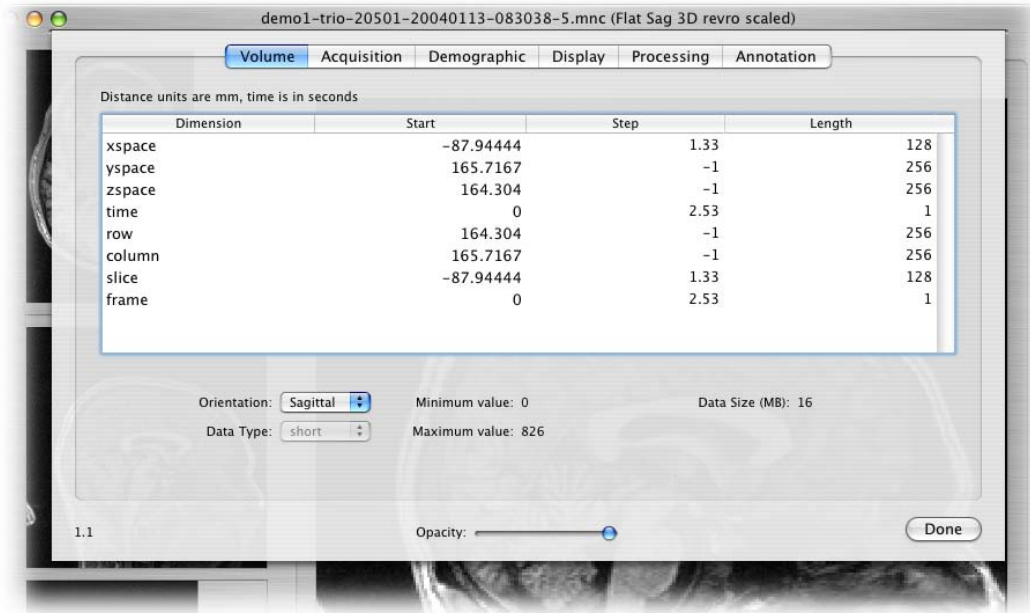 demo1-trio-20501-20040113-083038-5.mnc (Flat Sag 3D revro scaled)
Volume Acquisition Demographic Display Processing Annotation
Distance units are mm, time is in seconds
Dimension Start Step Length
xspace -87.94444 1.33 128
yspace 165.7167 -1 256
zspace 164.304 -1 256
time 0 2.53 1
row 164.304 -1 256
column 165.7167 -1 256
slice -87.94444 1.33 128
frame 0 2.53 1
Orientation: Sagittal Minimum value: 0 Data Size (MB): 16
Data Type: short Maximum value: 826
1.1 Opacity: Done